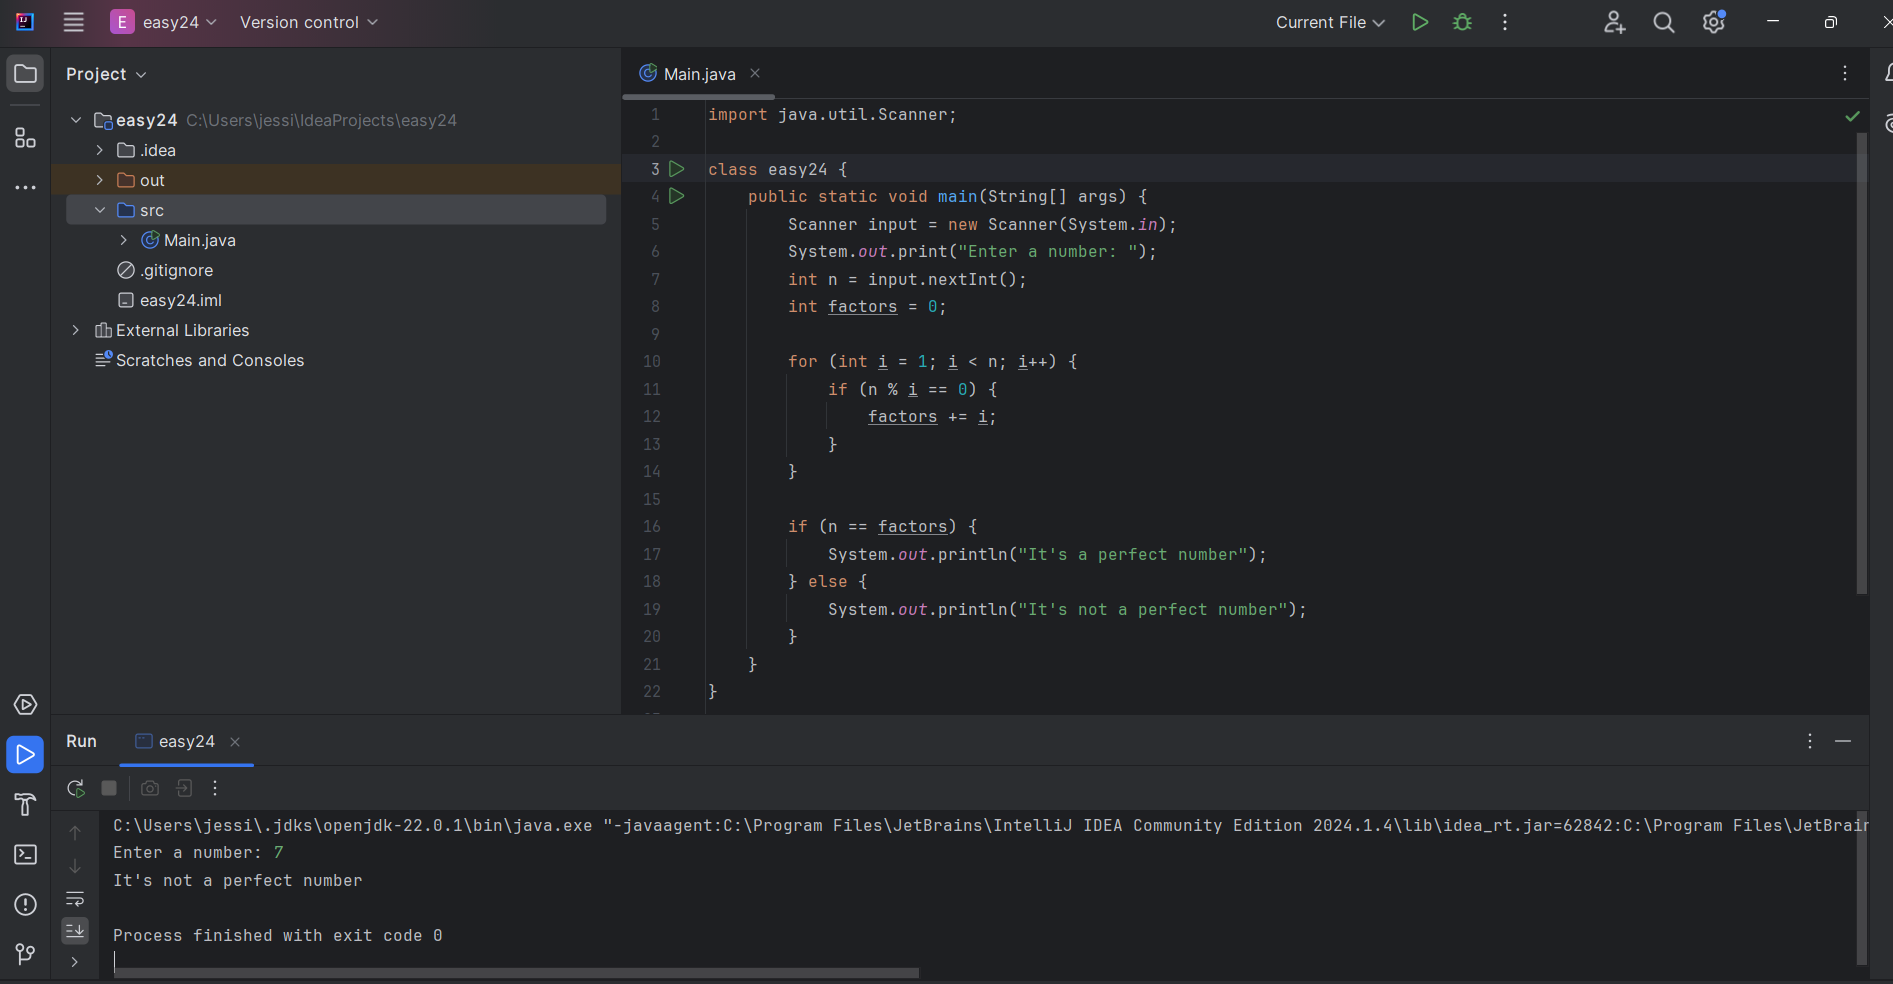 E easy24 Version control Current File
Project
Main.java
easy24 C:\Users\jessi\IdeaProjects\easy24
.idea
out
src
Main.java
.gitignore
easy24.iml
External Libraries
Scratches and Consoles
1 import java.util.Scanner;
2
3 class easy24 {
4 public static void main(String[] args) {
5 Scanner input = new Scanner(System.in);
6 System.out.print("Enter a number: ");
7 int n = input.nextInt();
8 int factors = 0;
9
10 for (int i = 1; i < n; i++) {
11 if (n % i == 0) {
12 factors += i;
13 }
14 }
15
16 if (n == factors) {
17 System.out.println("It's a perfect number");
18 } else {
19 System.out.println("It's not a perfect number");
20 }
21 }
22 }
Run easy24
C:\Users\jessi\.jdks\openjdk-22.0.1\bin\java.exe "-javaagent:C:\Program Files\JetBrains\IntelliJ IDEA Community Edition 2024.1.4\lib\idea_rt.jar=62842:C:\Program Files\JetBrain
Enter a number: 7
It's not a perfect number
Process finished with exit code 0